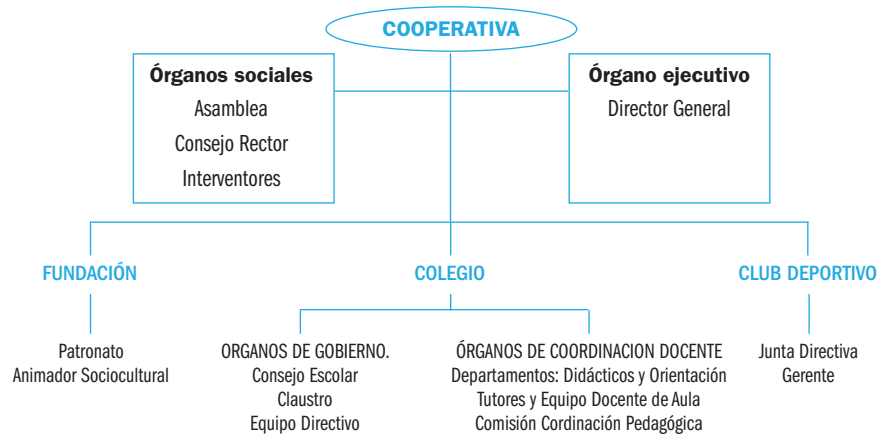 COOPERATIVA
Órganos sociales
Asamblea
Consejo Rector
Interventores
Órgano ejecutivo
Director General
FUNDACIÓN
COLEGIO
CLUB DEPORTIVO
Patronato
Animador Sociocultural
ORGANOS DE GOBIERNO.
Consejo Escolar
Claustro
Equipo Directivo
ÓRGANOS DE COORDINACION DOCENTE
Departamentos: Didácticos y Orientación
Tutores y Equipo Docente de Aula
Comisión Cordinación Pedagógica
Junta Directiva
Gerente